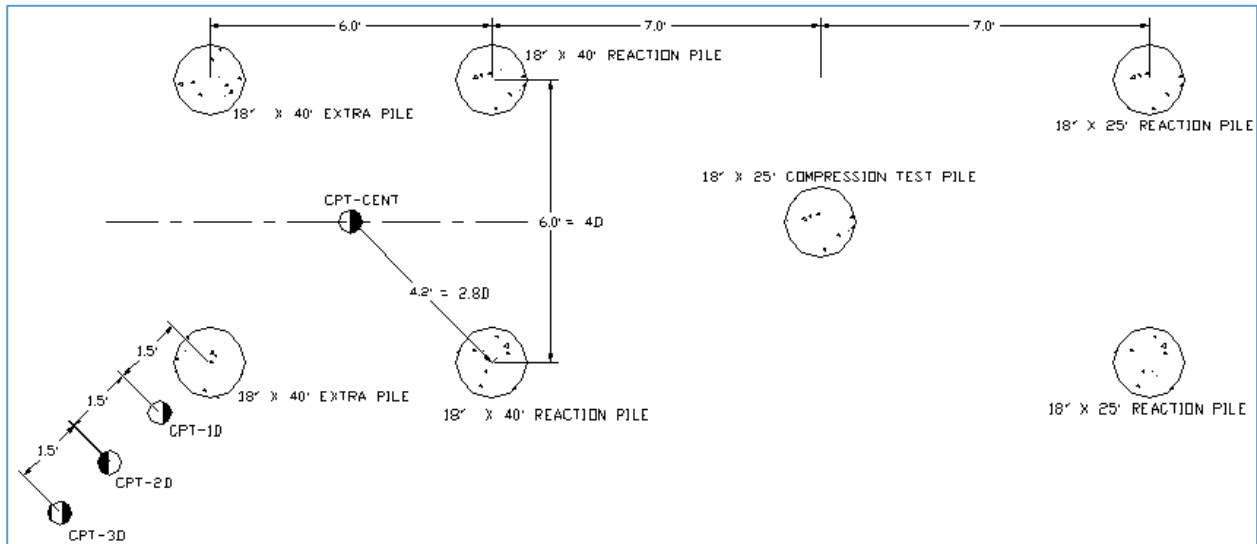 6.0'
7.0'
7.0'
18" X 40' REACTION PILE
18" X 40' EXTRA PILE
18" X 25' REACTION PILE
18" X 25' COMPRESSION TEST PILE
CPT-CENT
6.0' = 4D
4.2' = 2.8D
1.5'
18" X 40' EXTRA PILE
18" X 40' REACTION PILE
18" X 25' REACTION PILE
1.5'
CPT-1D
1.5'
CPT-2D
CPT-3D